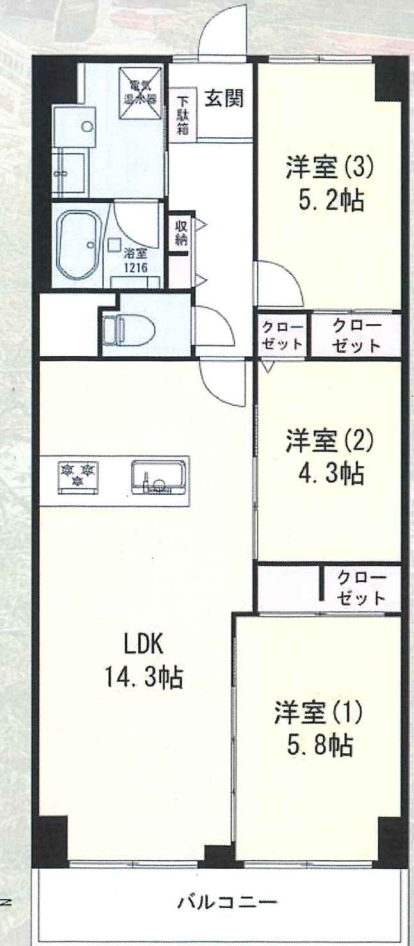 電気
温水器
下駄箱
玄関
洋室(3)
5.2帖
収納
浴室
1216
クロー
ゼット
クロー
ゼット
洋室(2)
4.3帖
クロー
ゼット
LDK
14.3帖
洋室(1)
5.8帖
バルコニー
N